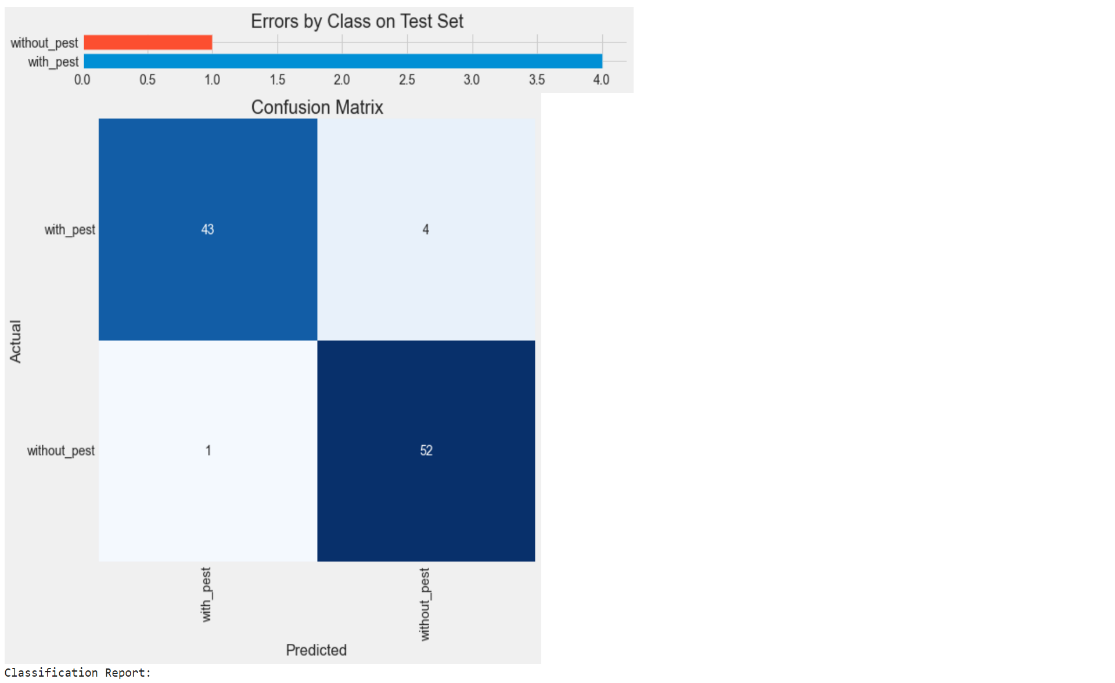 Errors by Class on Test Set
without_pest
with_pest
0.0 0.5 1.0 1.5 2.0 2.5 3.0 3.5 4.0
Confusion Matrix
with_pest 43 4
Actual
without_pest 1 52
with_pest without_pest
Predicted
Classification Report: